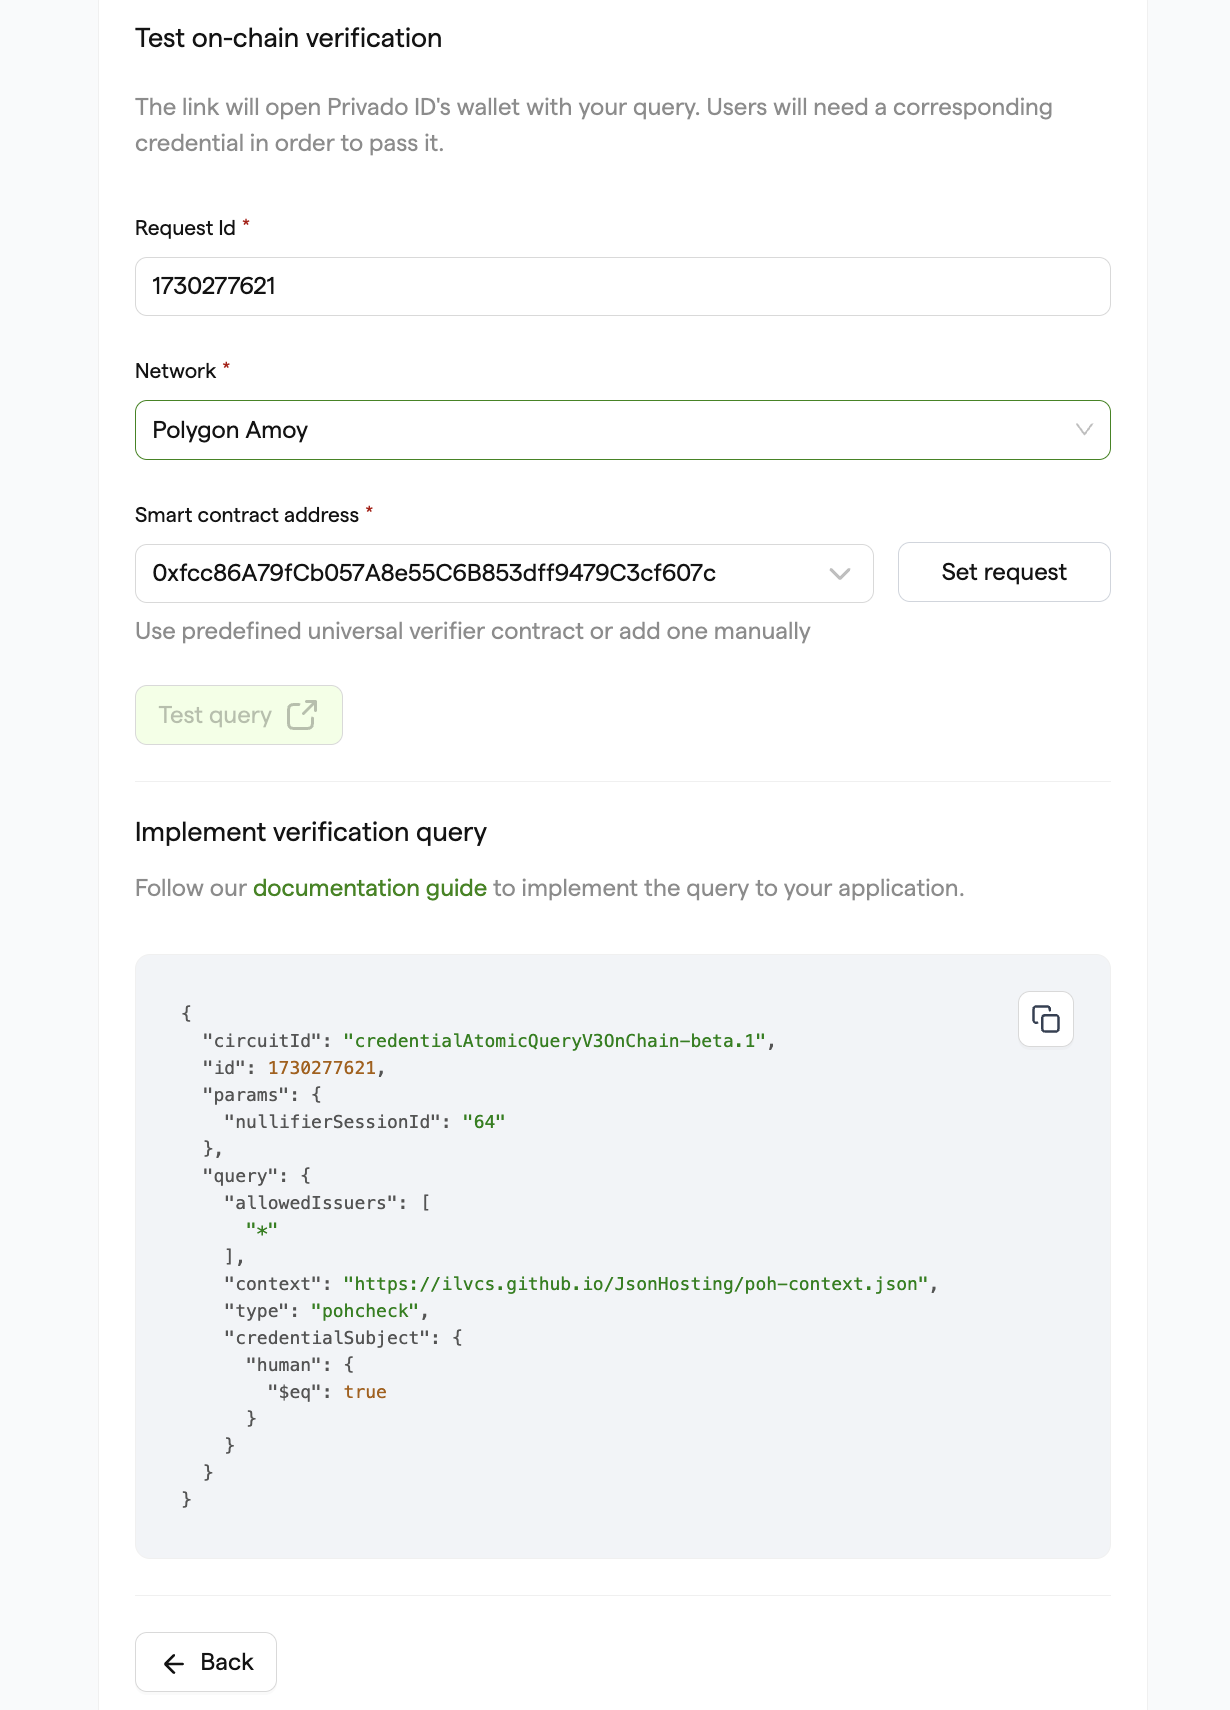 Test on-chain verification
The link will open Privado ID's wallet with your query. Users will need a corresponding
credential in order to pass it.
Request Id *
1730277621
Network *
Polygon Amoy
Smart contract address *
0xfcc86A79fCb057A8e55C6B853dff9479C3cf607c
Set request
Use predefined universal verifier contract or add one manually
Test query
Implement verification query
Follow our documentation guide to implement the query to your application.
{
  "circuitId": "credentialAtomicQueryV3OnChain-beta.1",
  "id": 1730277621,
  "params": {
    "nullifierSessionId": "64"
  },
  "query": {
    "allowedIssuers": [
      "*"
    ],
    "context": "https://ilvcs.github.io/JsonHosting/poh-context.json",
    "type": "pohcheck",
    "credentialSubject": {
      "human": {
        "$eq": true
      }
    }
  }
}
Back